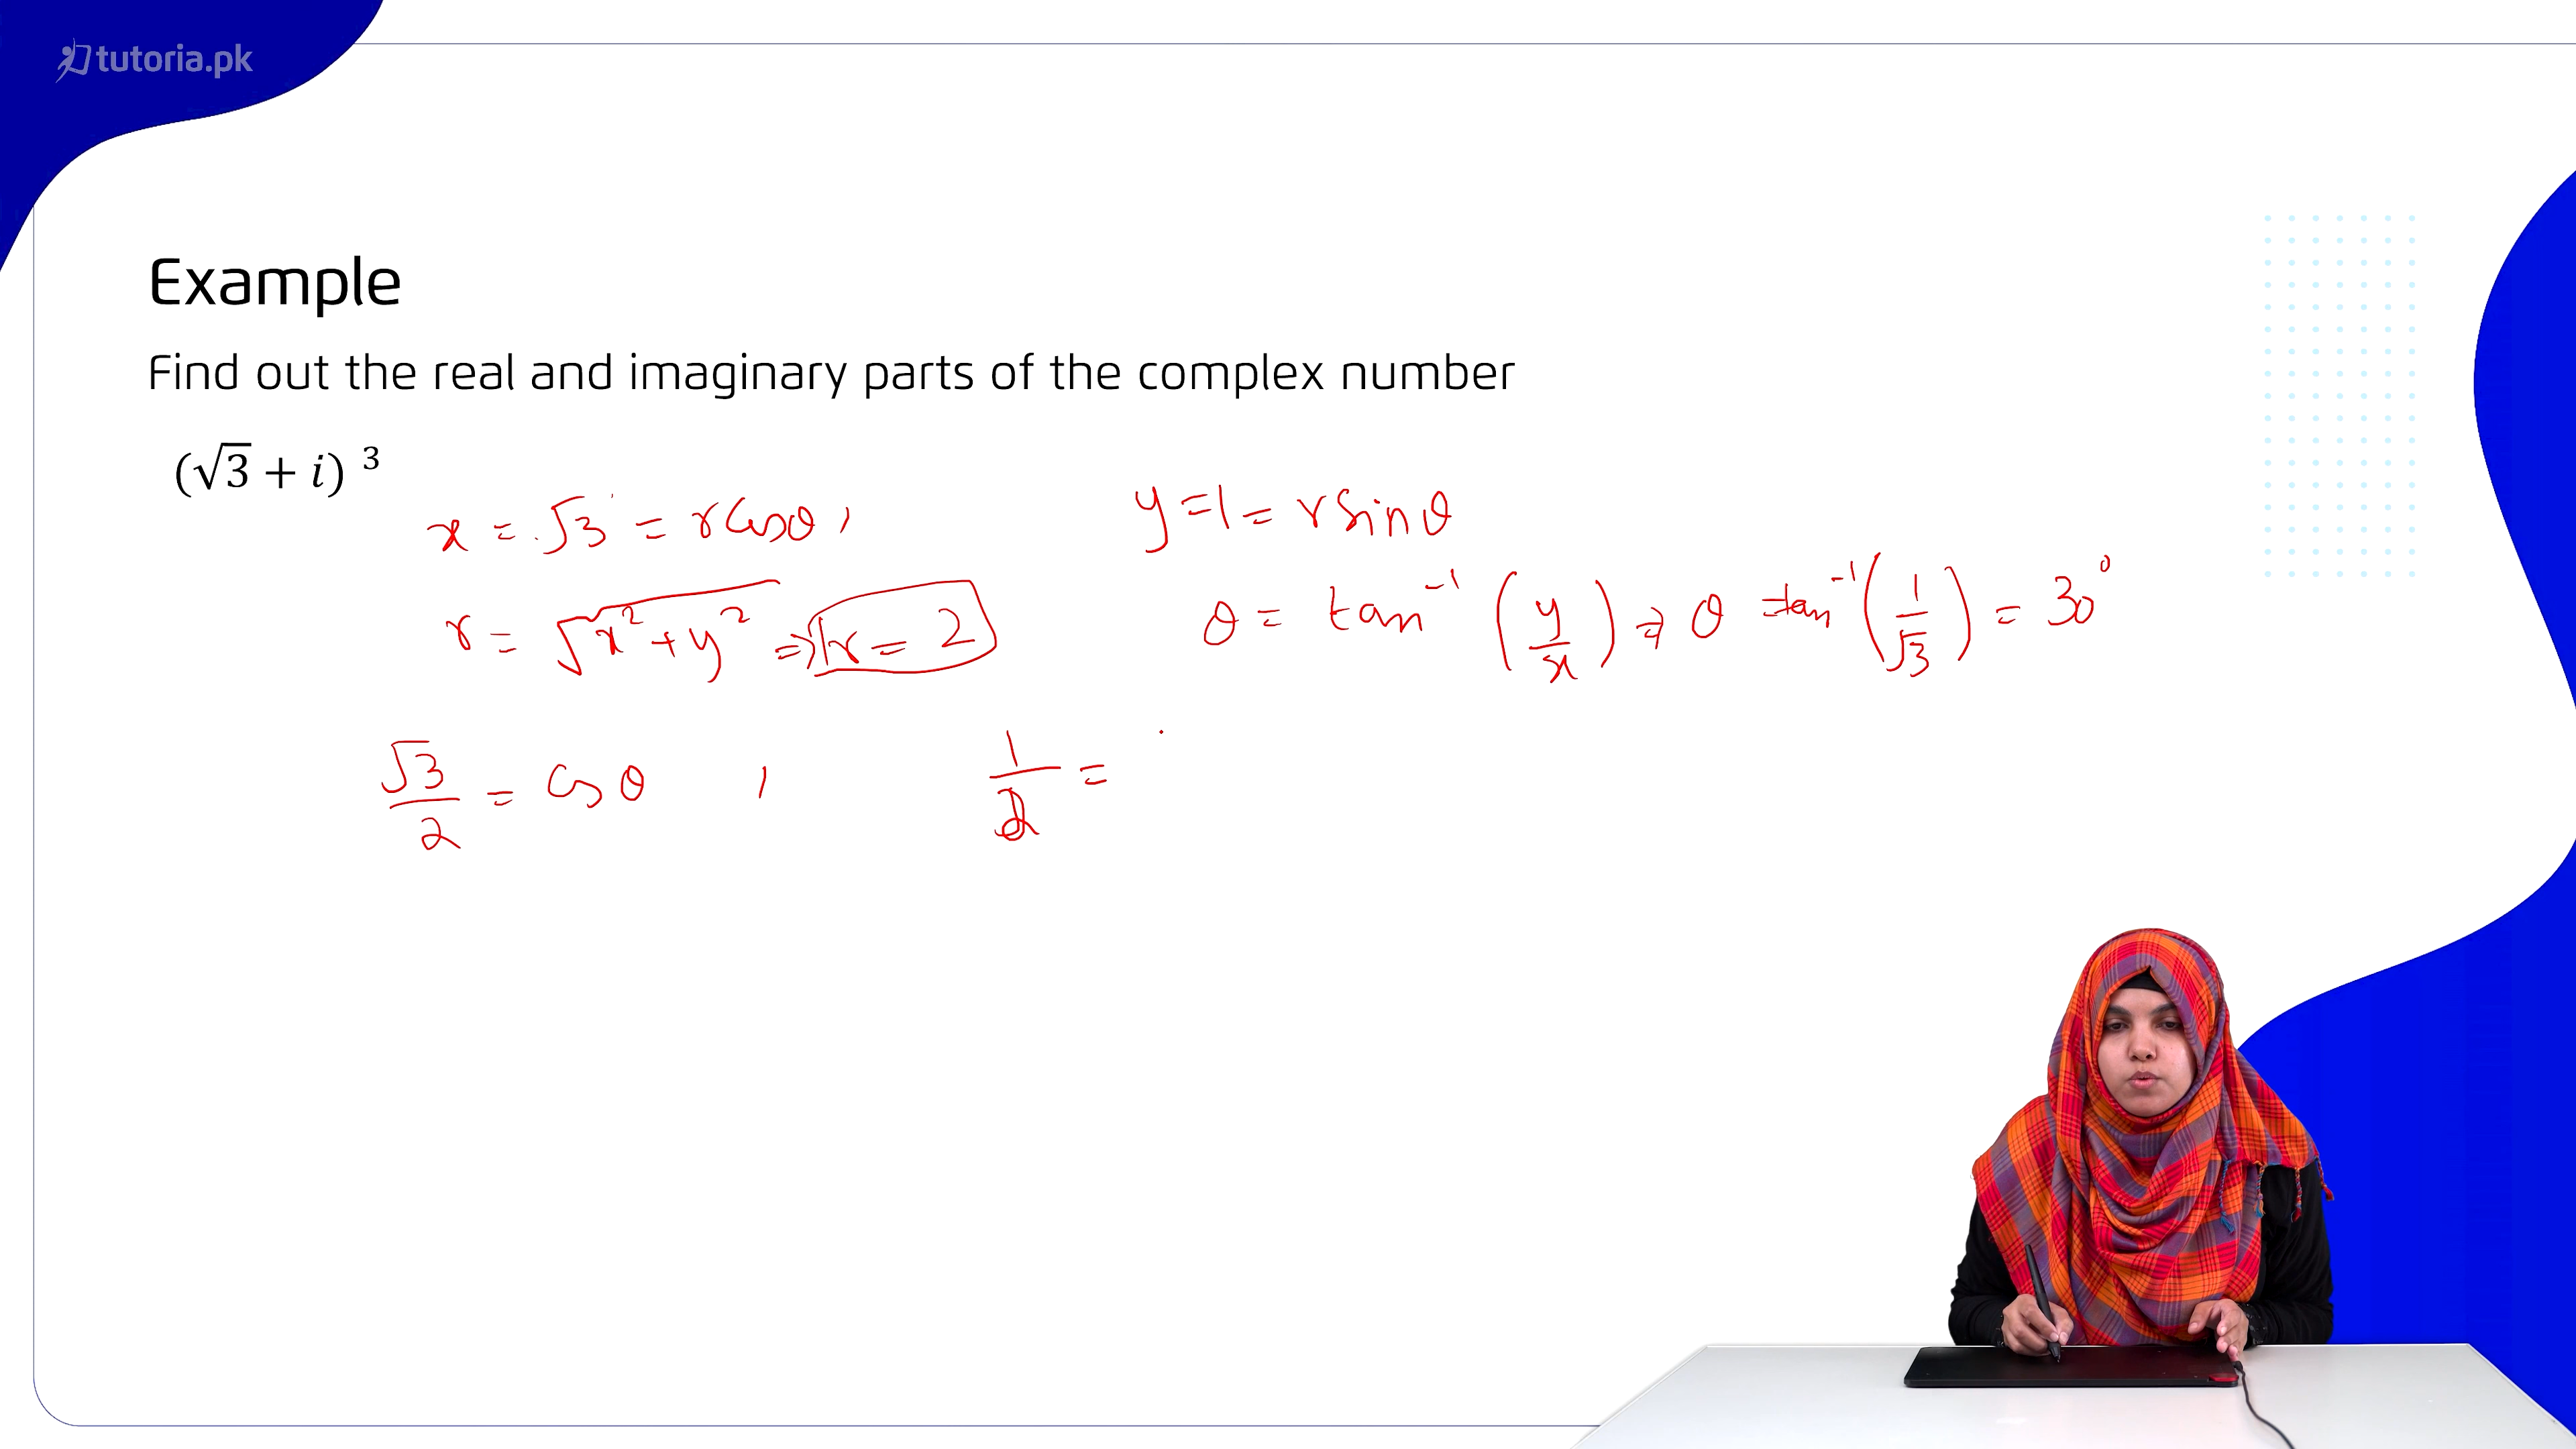 tutoria.pk
Example
Find out the real and imaginary parts of the complex number
(√3 + i) ³
x = √3 = r cosθ , y = 1 = r sinθ
r = √x² + y² ⇒ r = 2 θ = tan⁻¹ (y/x) ⇒ θ = tan⁻¹ (1/√3) = 30°
√3/2 = cosθ , 1/2 =